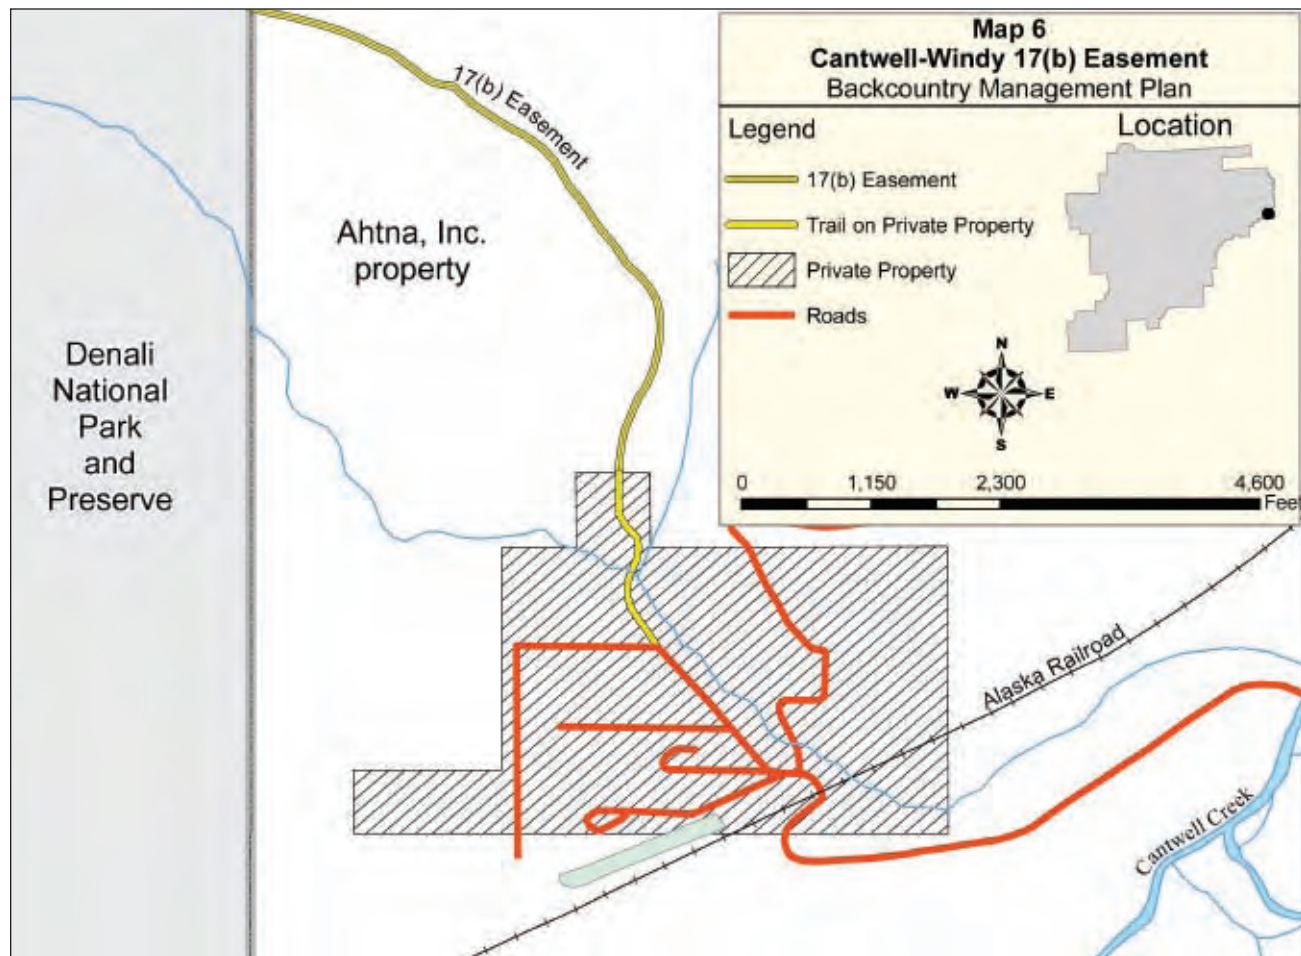 Map 6
Cantwell-Windy 17(b) Easement
Backcountry Management Plan
Legend
Location
17(b) Easement
Trail on Private Property
Private Property
Roads
N
W
E
S
0
1,150
2,300
4,600
Feet
17(b) Easement
Ahtna, Inc.
property
Denali
National
Park
and
Preserve
Alaska Railroad
Cantwell Creek